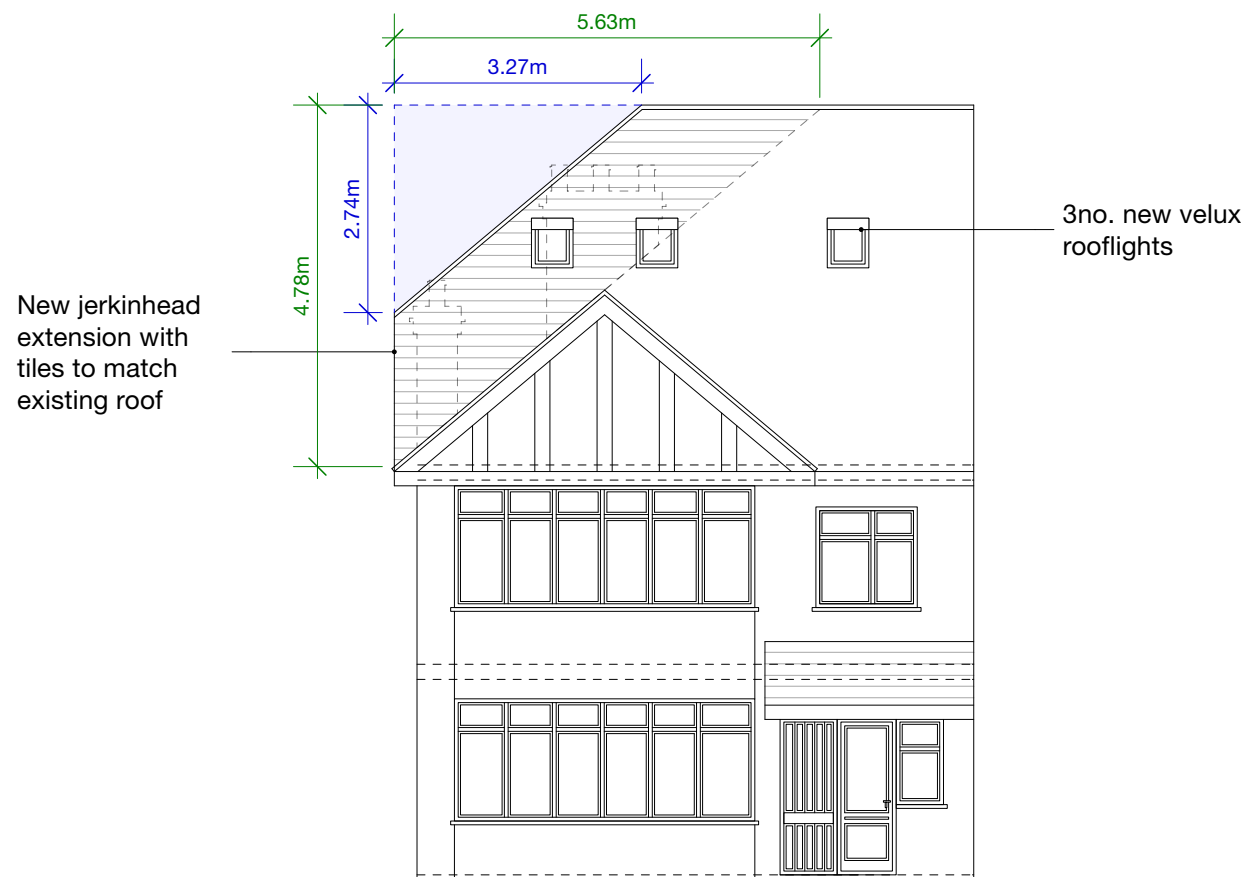 5.63m
3.27m
2.74m
4.78m
3no. new velux
rooflights
New jerkinhead
extension with
tiles to match
existing roof